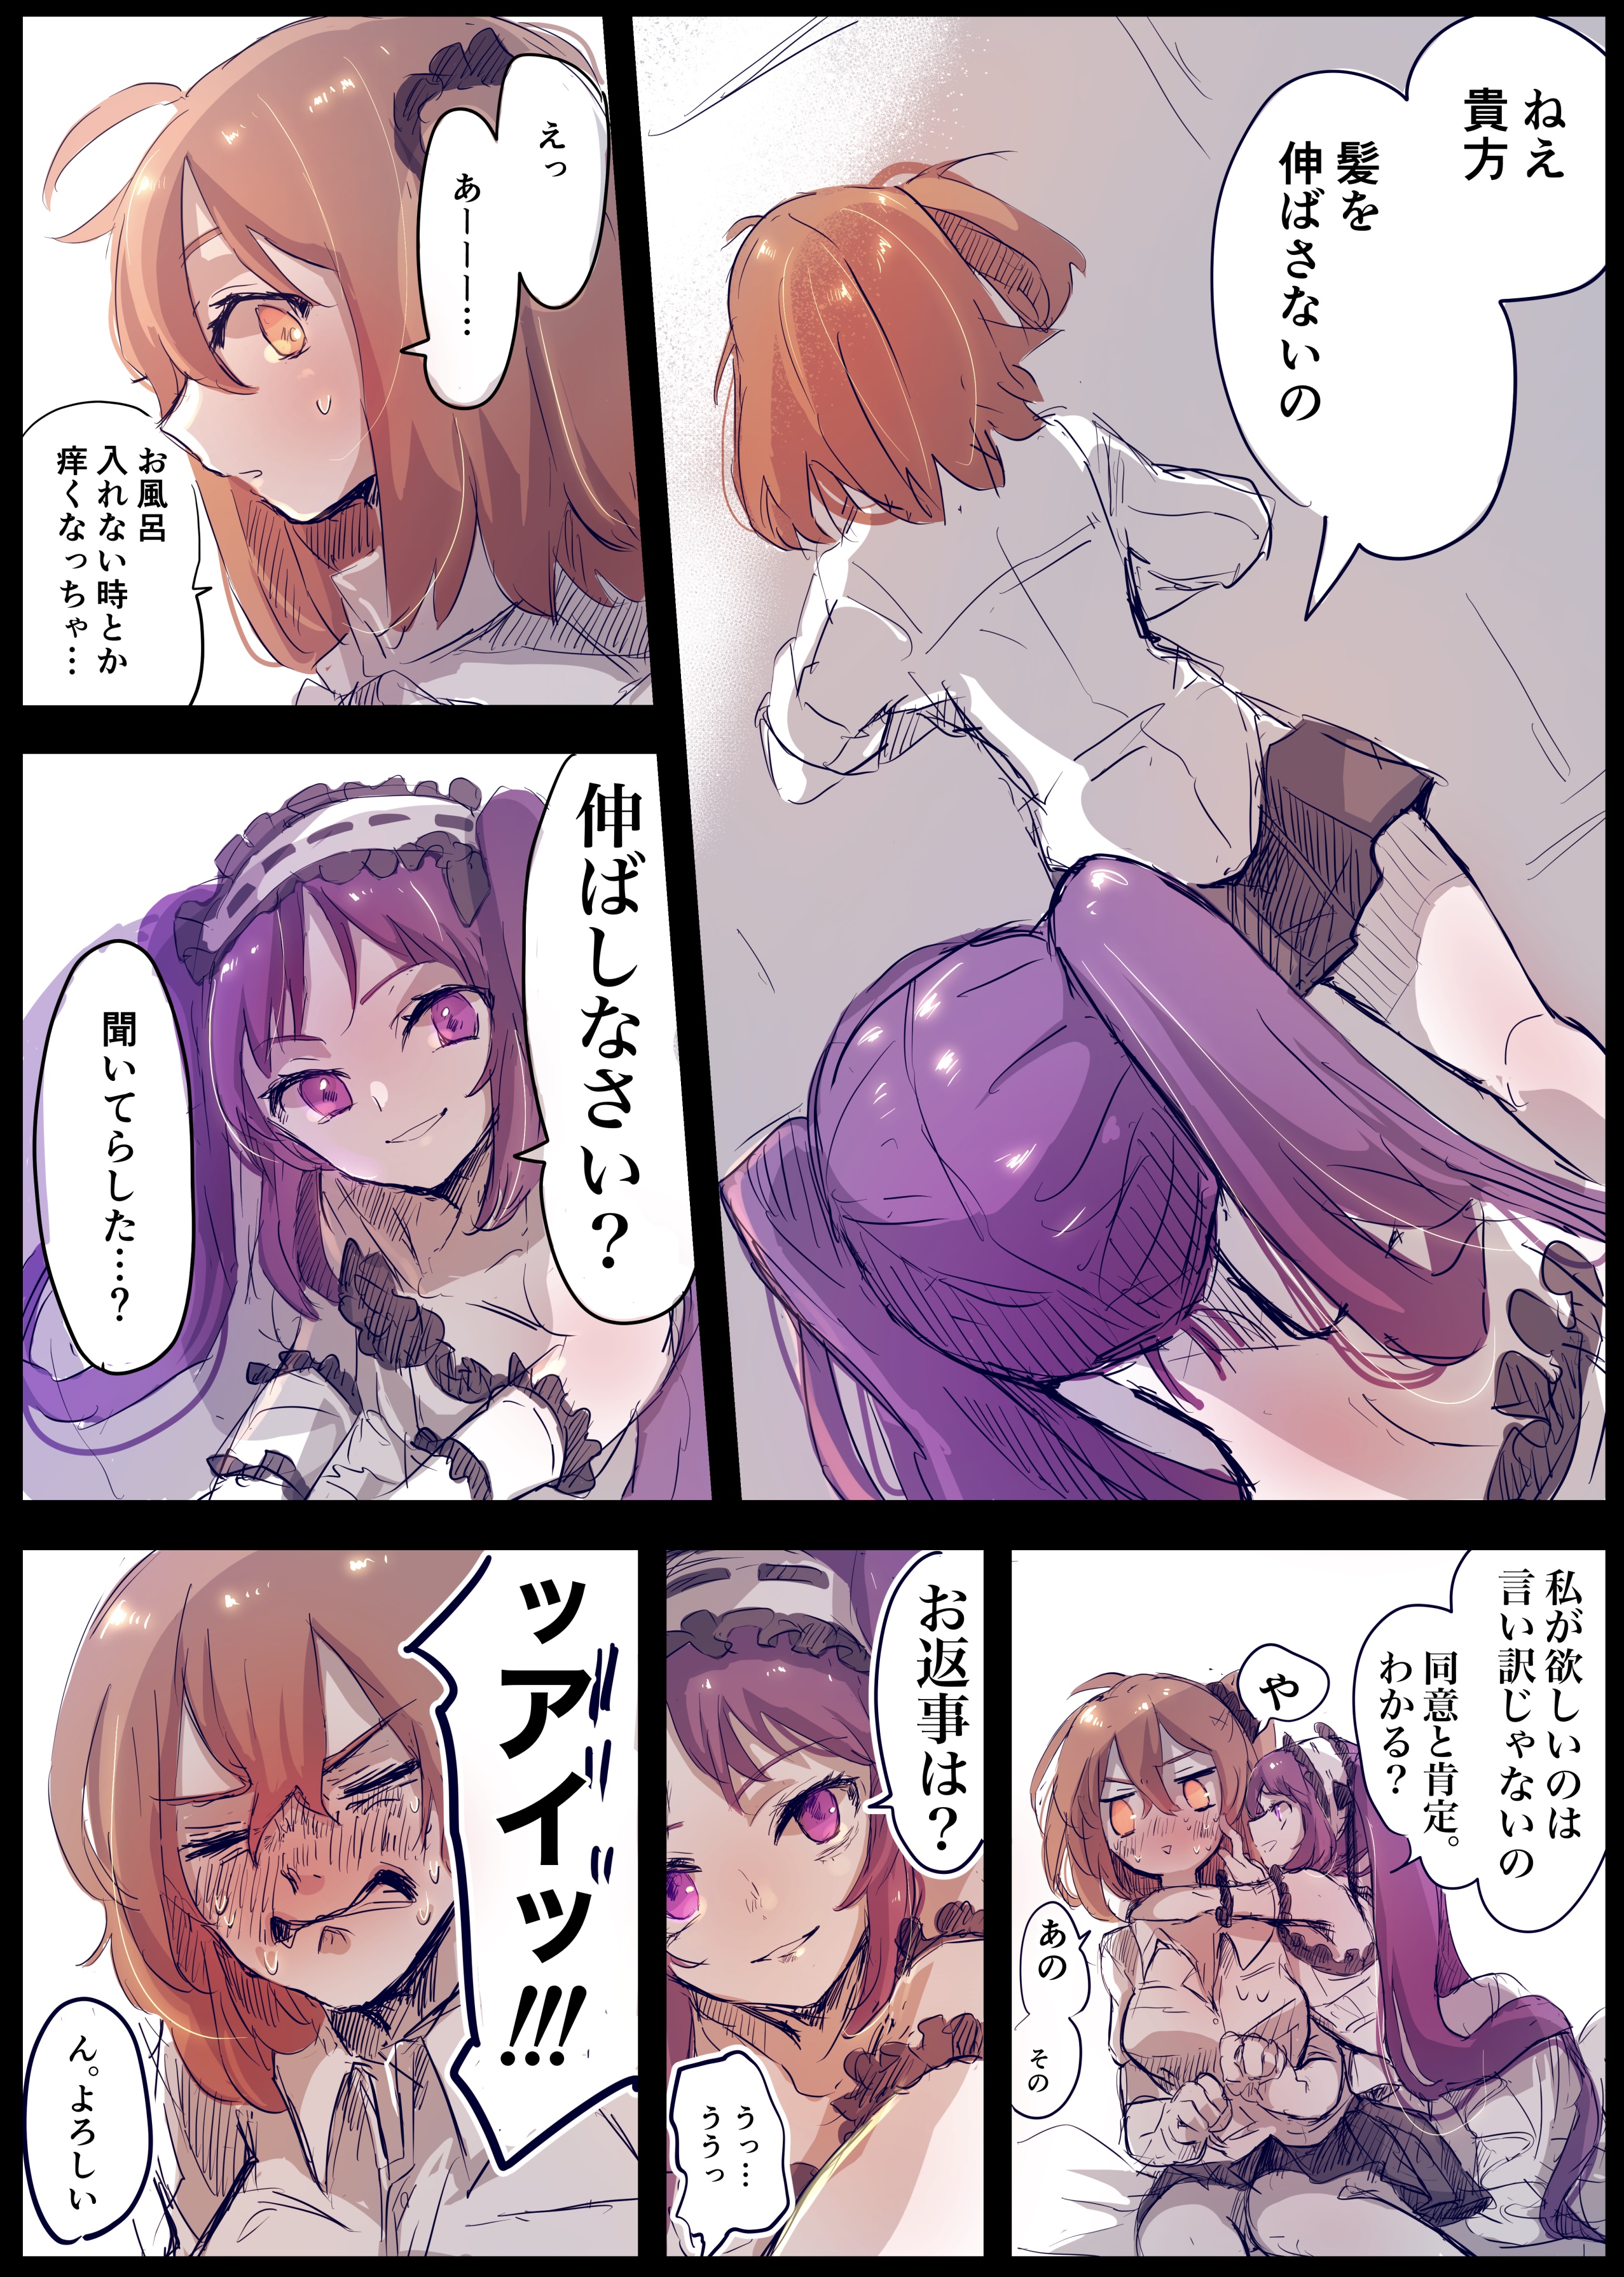 ねえ
貴方
髪を
伸ばさないの
えっ
あーーー…
お風呂
入れない時とか
痒くなっちゃ…
伸ばしなさい？
聞いてらした…？
私が欲しいのは
言い訳じゃないの
同意と肯定。
わかる？
や
あの
その
お返事は？
うっ…
ううっ
ッアイッ!!!
ん。よろしい